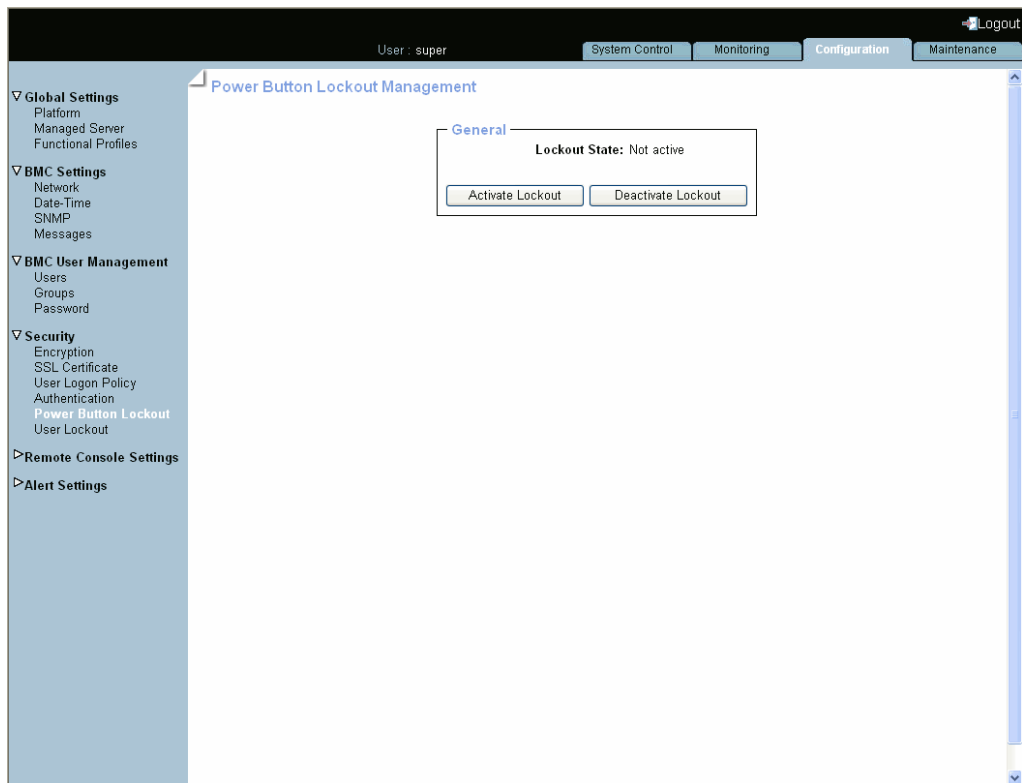 Logout
User : super
System Control
Monitoring
Configuration
Maintenance
Global Settings
Platform
Managed Server
Functional Profiles
BMC Settings
Network
Date-Time
SNMP
Messages
BMC User Management
Users
Groups
Password
Security
Encryption
SSL Certificate
User Logon Policy
Authentication
Power Button Lockout
User Lockout
Remote Console Settings
Alert Settings
Power Button Lockout Management
General
Lockout State: Not active
Activate Lockout
Deactivate Lockout